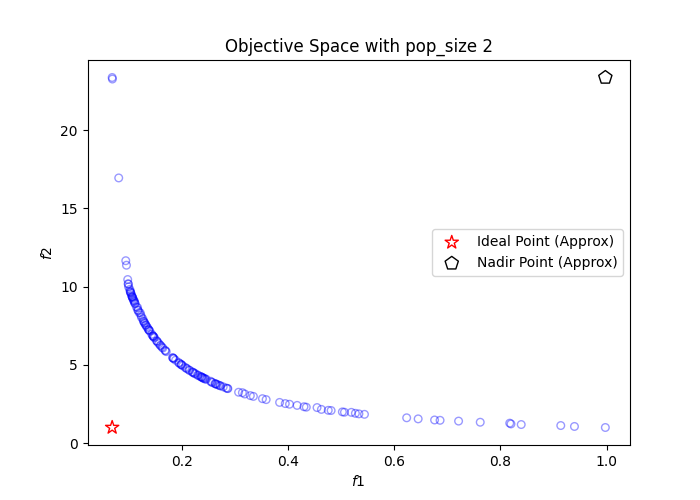 Objective Space with pop_size 2
f2
20
15
10
5
0
Ideal Point (Approx)
Nadir Point (Approx)
0.2
0.4
0.6
0.8
1.0
f1